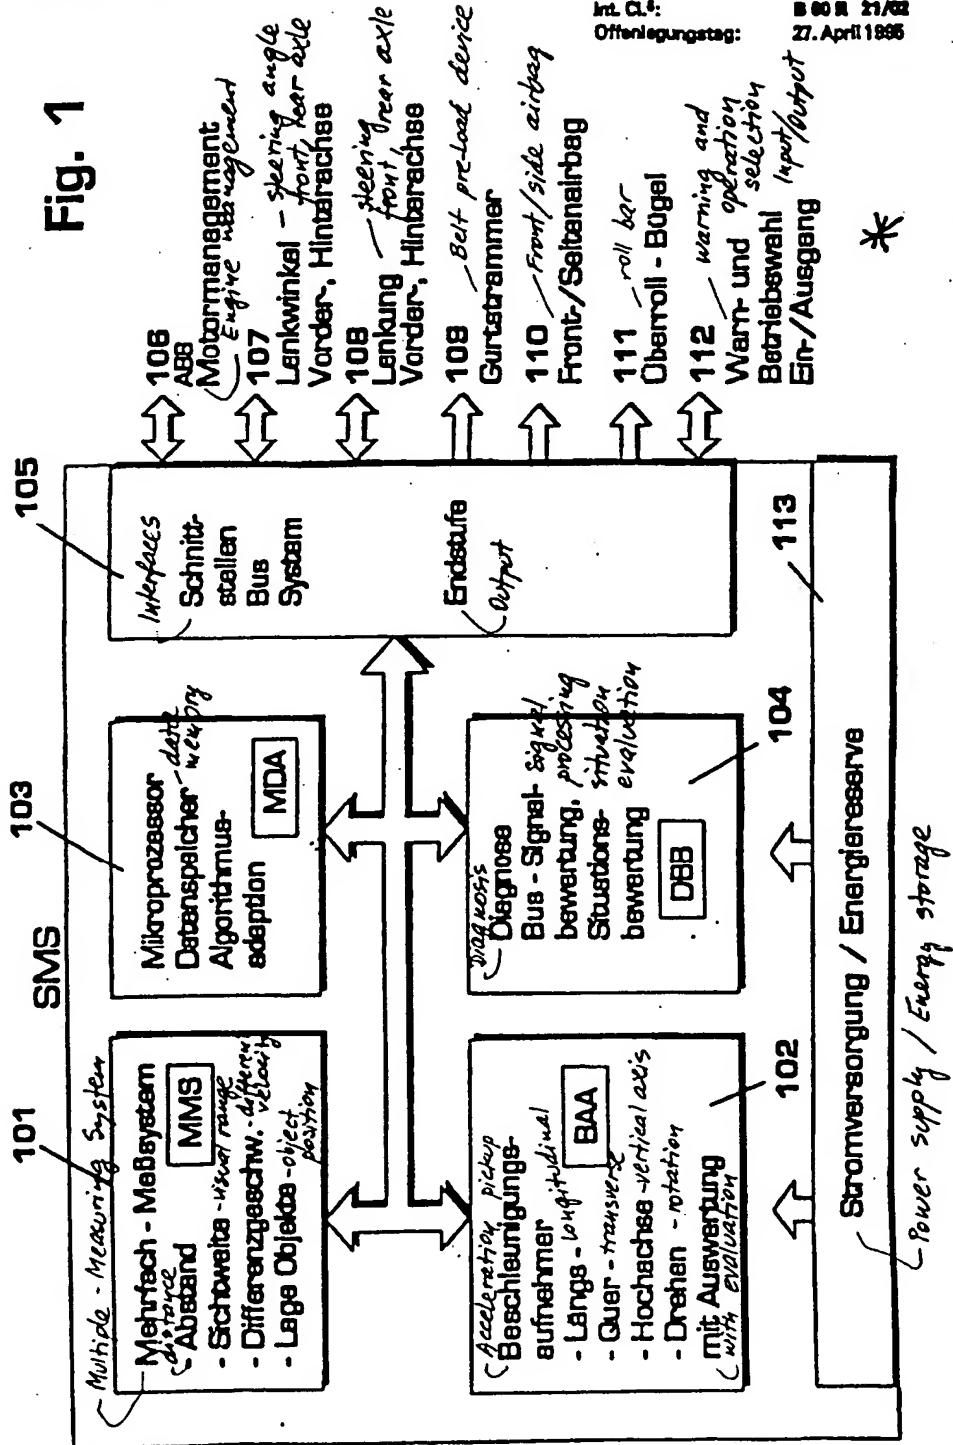 Int. Cl.⁶:
B 60 R 21/02
Offenlegungstag:
27. April 1995
Fig. 1
SMS
101
Multiple - Measuring System
Mehrfach - Meßsystem
distance
- Abstand
MMS
- Sichtweite - visual range
- Differenzgeschw. - different velocity
- Lage Objekte - object position
103
Mikroprozessor
Datenspeicher - data memory
Algorithmus-
adaption
MDA
105
Interfaces
Schnitt-
stellen
Bus
System
Endstufe
Output
102
Acceleration pickup
Beschleunigungs-
aufnehmer
BAA
- Längs - longitudinal
- Quer - transverse
- Hochachse - vertical axis
- Drehen - rotation
mit Auswertung
with evaluation
104
Diagnosis
Diagnose
Bus - Signal- signal
bewertung, processing
Situations- situation
bewertung evaluation
DBB
113
Stromversorgung / Energiereserve
Power supply / Energy storage
106
ABB
Motormanagement
Engine management
107
Lenkwinkel - steering angle
front, rear axle
Vorder-, Hinterachse
108
Lenkung - steering
front, rear axle
Vorder-, Hinterachse
109 - Belt pre-load device
Gurtstrammer
110 - Front/side airbag
Front-/Seitenairbag
111 - roll bar
Überroll - Bügel
112 - warning and
Warn- und operation
Betriebswahl selection
Ein-/Ausgang Input/Output
*